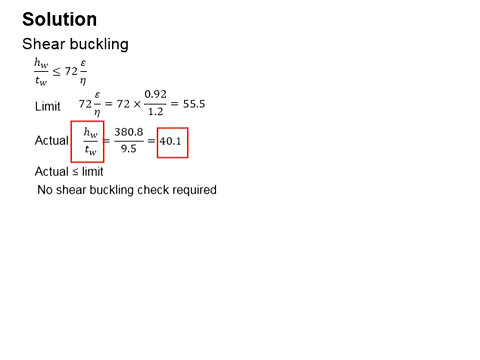 Solution
Shear buckling
h_w/t_w ≤ 72 ε/η
Limit 72 ε/η = 72 × 0.92/1.2 = 55.5
Actual h_w/t_w = 380.8/9.5 = 40.1
Actual ≤ limit
No shear buckling check required